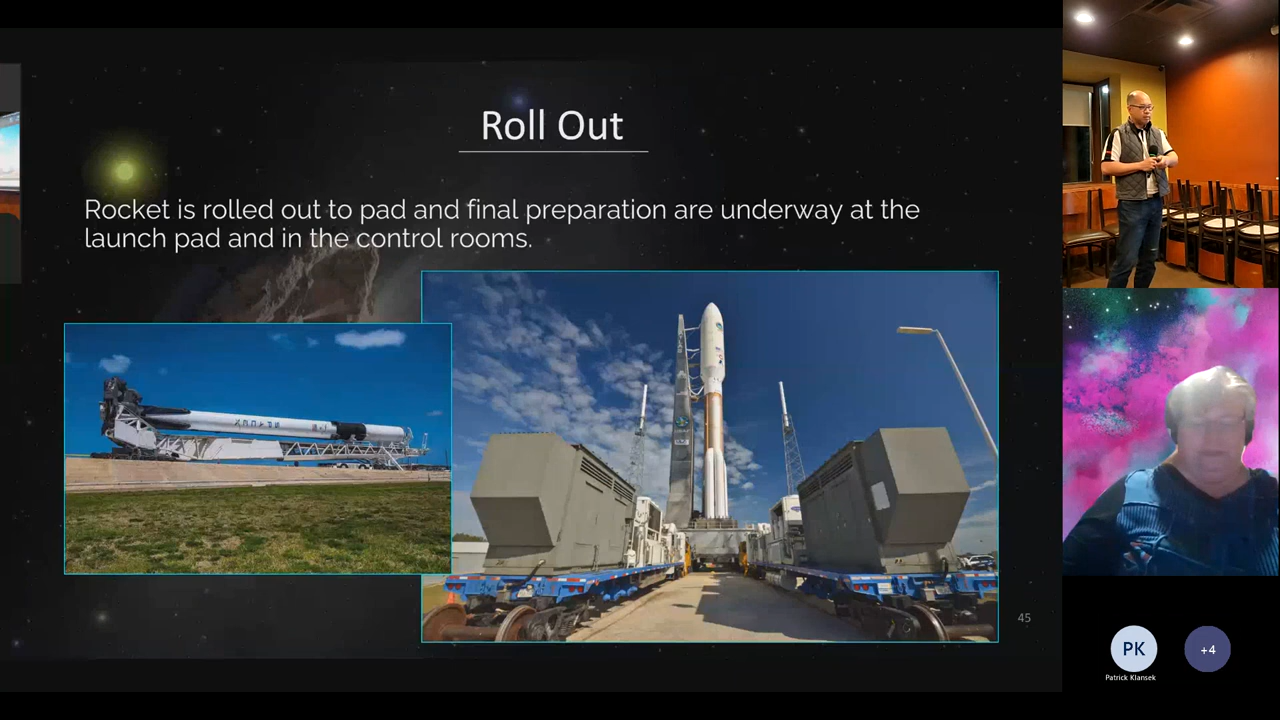 Roll Out
Rocket is rolled out to pad and final preparation are underway at the
launch pad and in the control rooms.
45
PK
+4
Patrick Klansek